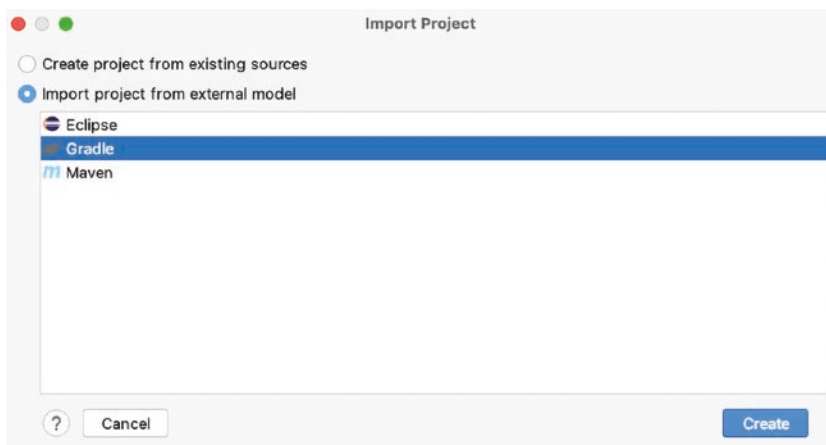 Import Project
Create project from existing sources
Import project from external model
Eclipse
Gradle
Maven
? Cancel Create